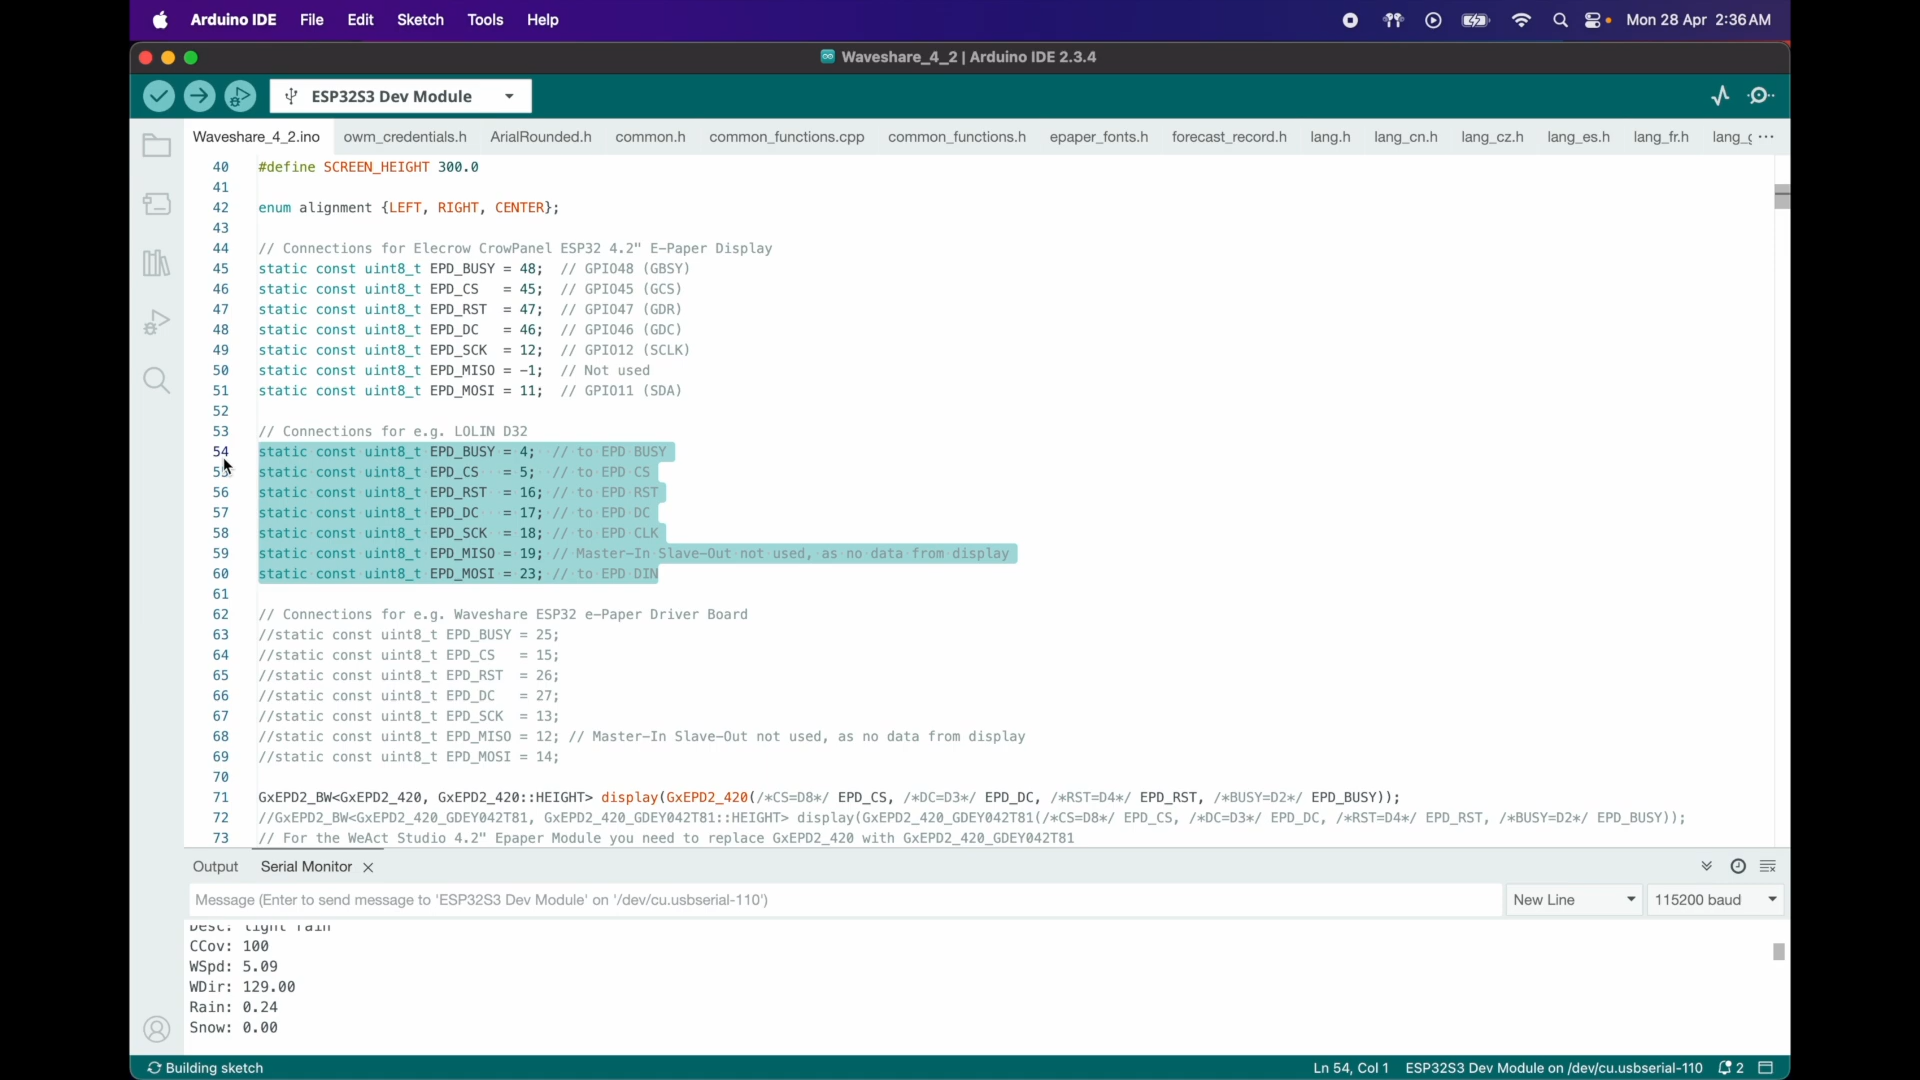 Arduino IDE File Edit Sketch Tools Help Mon 28 Apr 2:36 AM
Waveshare_4_2 | Arduino IDE 2.3.4
ESP32S3 Dev Module
Waveshare_4_2.ino owm_credentials.h ArialRounded.h common.h common_functions.cpp common_functions.h epaper_fonts.h forecast_record.h lang.h lang_cn.h lang_cz.h lang_es.h lang_fr.h lang_ ···
40 #define SCREEN_HEIGHT 300.0
41
42 enum alignment {LEFT, RIGHT, CENTER};
43
44 // Connections for Elecrow CrowPanel ESP32 4.2" E-Paper Display
45 static const uint8_t EPD_BUSY = 48; // GPIO48 (GBSY)
46 static const uint8_t EPD_CS = 45; // GPIO45 (GCS)
47 static const uint8_t EPD_RST = 47; // GPIO47 (GDR)
48 static const uint8_t EPD_DC = 46; // GPIO46 (GDC)
49 static const uint8_t EPD_SCK = 12; // GPIO12 (SCLK)
50 static const uint8_t EPD_MISO = -1; // Not used
51 static const uint8_t EPD_MOSI = 11; // GPIO11 (SDA)
52
53 // Connections for e.g. LOLIN D32
54 static const uint8_t EPD_BUSY = 4; // to EPD BUSY
55 static const uint8_t EPD_CS = 5; // to EPD CS
56 static const uint8_t EPD_RST = 16; // to EPD RST
57 static const uint8_t EPD_DC = 17; // to EPD DC
58 static const uint8_t EPD_SCK = 18; // to EPD CLK
59 static const uint8_t EPD_MISO = 19; // Master-In Slave-Out not used, as no data from display
60 static const uint8_t EPD_MOSI = 23; // to EPD DIN
61
62 // Connections for e.g. Waveshare ESP32 e-Paper Driver Board
63 //static const uint8_t EPD_BUSY = 25;
64 //static const uint8_t EPD_CS = 15;
65 //static const uint8_t EPD_RST = 26;
66 //static const uint8_t EPD_DC = 27;
67 //static const uint8_t EPD_SCK = 13;
68 //static const uint8_t EPD_MISO = 12; // Master-In Slave-Out not used, as no data from display
69 //static const uint8_t EPD_MOSI = 14;
70
71 GxEPD2_BW<GxEPD2_420, GxEPD2_420::HEIGHT> display(GxEPD2_420(/*CS=D8*/ EPD_CS, /*DC=D3*/ EPD_DC, /*RST=D4*/ EPD_RST, /*BUSY=D2*/ EPD_BUSY));
72 //GxEPD2_BW<GxEPD2_420_GDEY042T81, GxEPD2_420_GDEY042T81::HEIGHT> display(GxEPD2_420_GDEY042T81(/*CS=D8*/ EPD_CS, /*DC=D3*/ EPD_DC, /*RST=D4*/ EPD_RST, /*BUSY=D2*/ EPD_BUSY));
73 // For the WeAct Studio 4.2" Epaper Module you need to replace GxEPD2_420 with GxEPD2_420_GDEY042T81
Output Serial Monitor
Message (Enter to send message to 'ESP32S3 Dev Module' on '/dev/cu.usbserial-110') New Line 115200 baud
Desc: light rain
CCov: 100
WSpd: 5.09
WDir: 129.00
Rain: 0.24
Snow: 0.00
Building sketch Ln 54, Col 1 ESP32S3 Dev Module on /dev/cu.usbserial-110 2